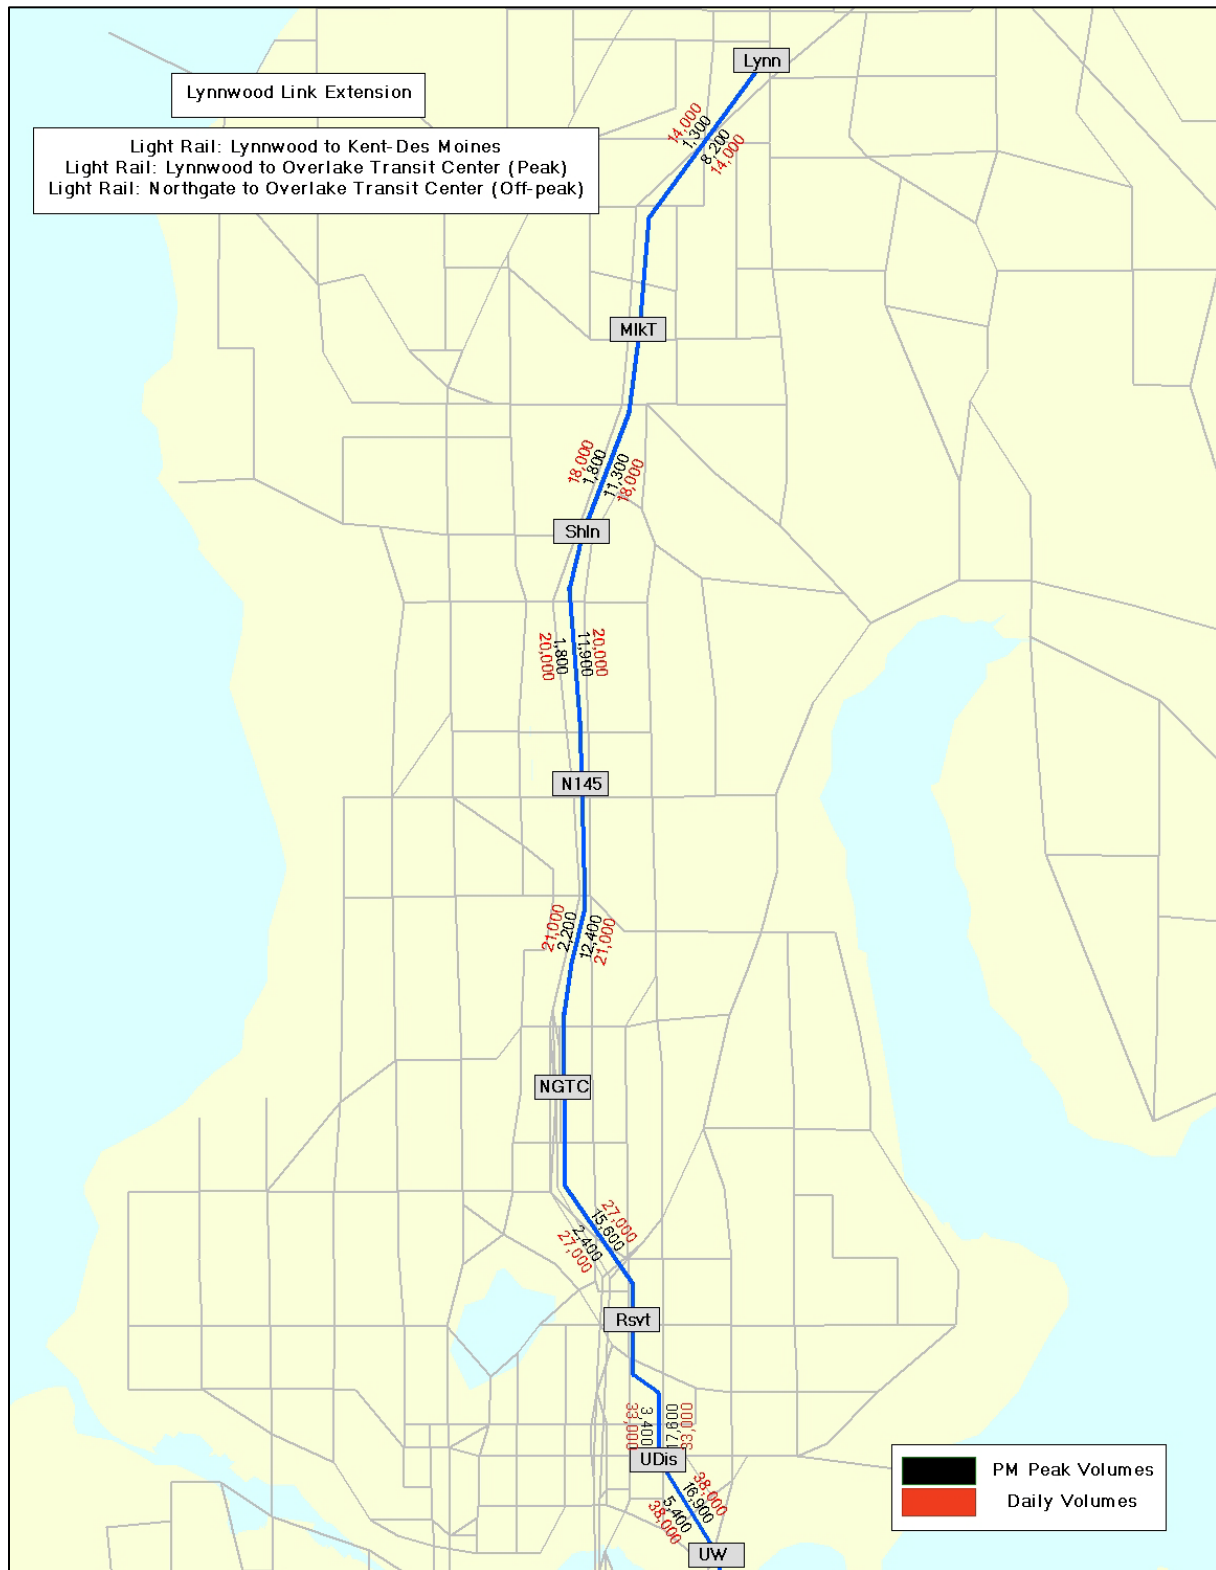 Lynn
Lynnwood Link Extension
Light Rail: Lynnwood to Kent-Des Moines
Light Rail: Lynnwood to Overlake Transit Center (Peak)
Light Rail: Northgate to Overlake Transit Center (Off-peak)
14,000
1,300
8,200
14,000
MlkT
18,000
1,800
11,300
18,000
Shln
20,000
1,800
11,900
20,000
N145
21,000
2,200
12,400
21,000
NGTC
27,000
2,400
15,600
27,000
Rsvt
33,000
3,400
17,600
33,000
UDis
38,000
5,400
16,900
38,000
UW
PM Peak Volumes
Daily Volumes